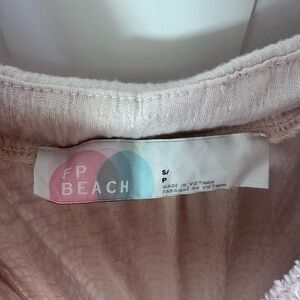 FP
BEACH
S/
P
MADE IN VIETNAM
FABRIQUÉ AU VIETNAM